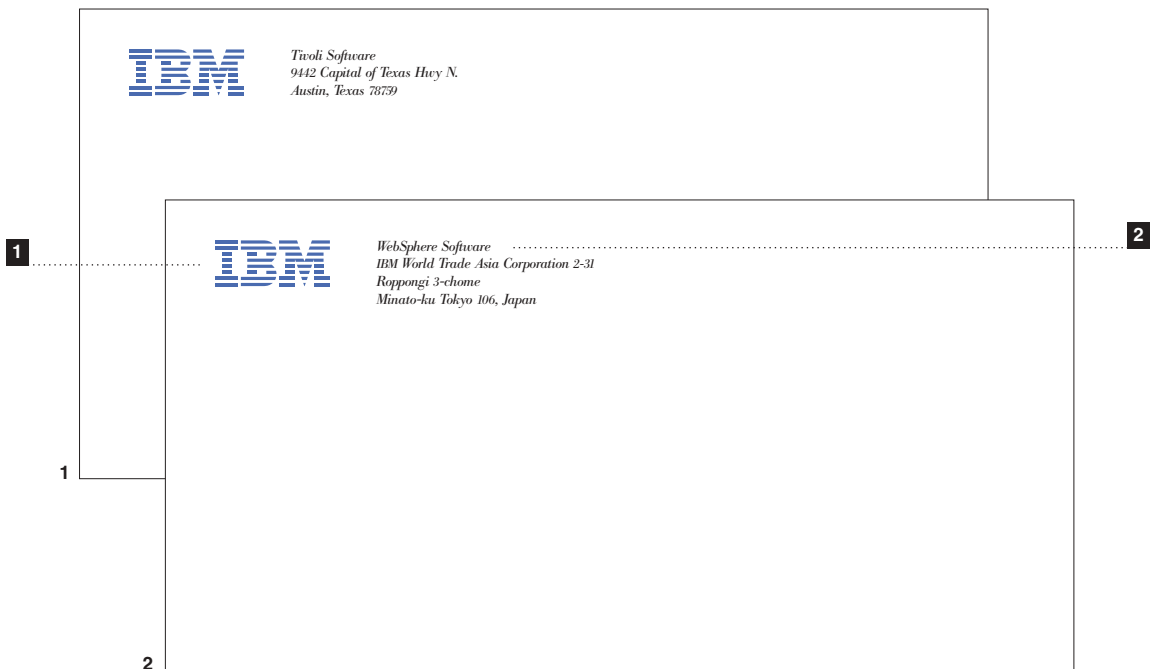 IBM
Tivoli Software
9442 Capital of Texas Hwy N.
Austin, Texas 78759
1
IBM
WebSphere Software
IBM World Trade Asia Corporation 2-31
Roppongi 3-chome
Minato-ku Tokyo 106, Japan
2
1
2